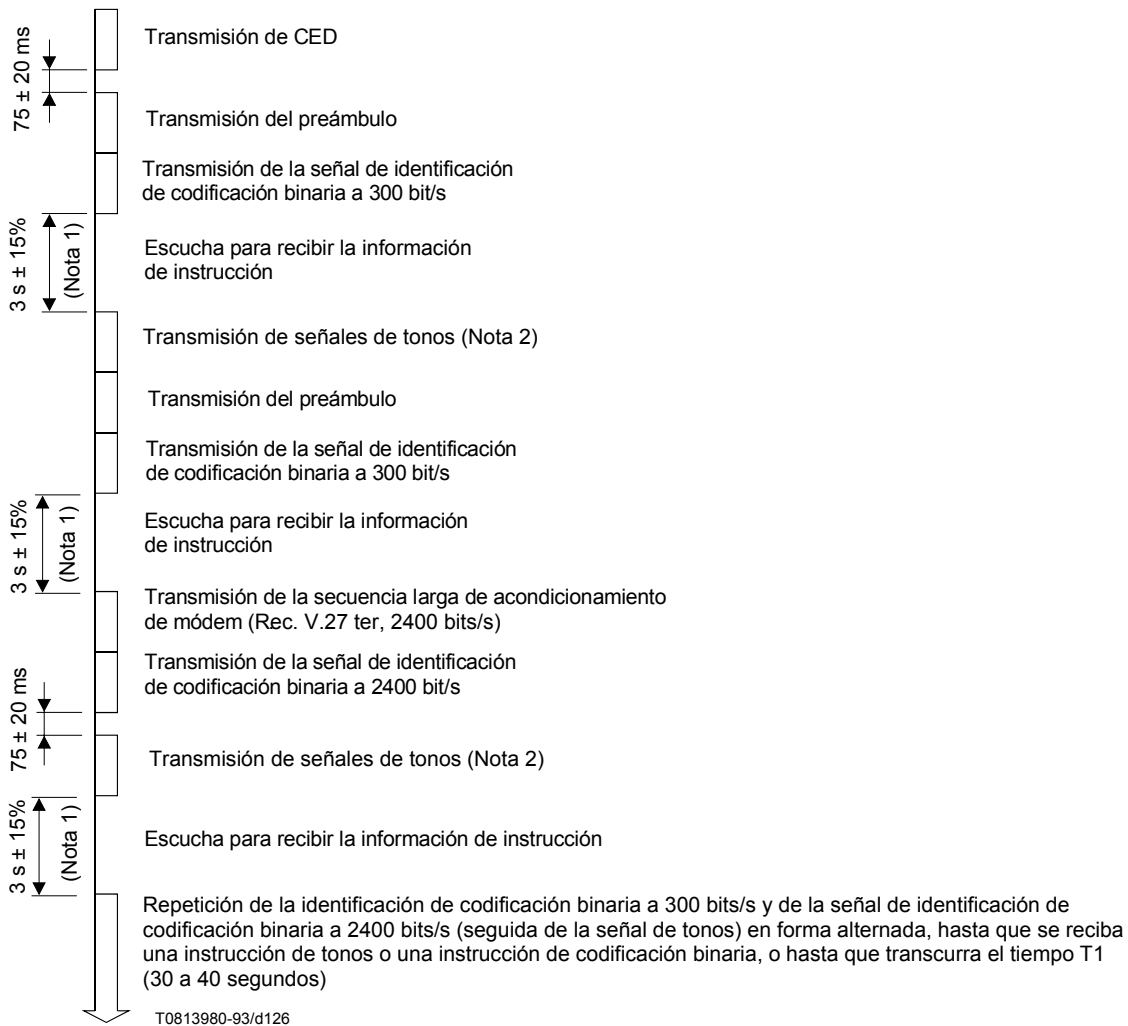 Transmisión de CED
75 ± 20 ms
Transmisión del preámbulo
Transmisión de la señal de identificación
de codificación binaria a 300 bit/s
3 s ± 15%
(Nota 1)
Escucha para recibir la información
de instrucción
Transmisión de señales de tonos (Nota 2)
Transmisión del preámbulo
Transmisión de la señal de identificación
de codificación binaria a 300 bit/s
3 s ± 15%
(Nota 1)
Escucha para recibir la información
de instrucción
Transmisión de la secuencia larga de acondicionamiento
de módem (Rec. V.27 ter, 2400 bits/s)
Transmisión de la señal de identificación
de codificación binaria a 2400 bit/s
75 ± 20 ms
Transmisión de señales de tonos (Nota 2)
3 s ± 15%
(Nota 1)
Escucha para recibir la información de instrucción
Repetición de la identificación de codificación binaria a 300 bits/s y de la señal de identificación de
codificación binaria a 2400 bits/s (seguida de la señal de tonos) en forma alternada, hasta que se reciba
una instrucción de tonos o una instrucción de codificación binaria, o hasta que transcurra el tiempo T1
(30 a 40 segundos)
T0813980-93/d126